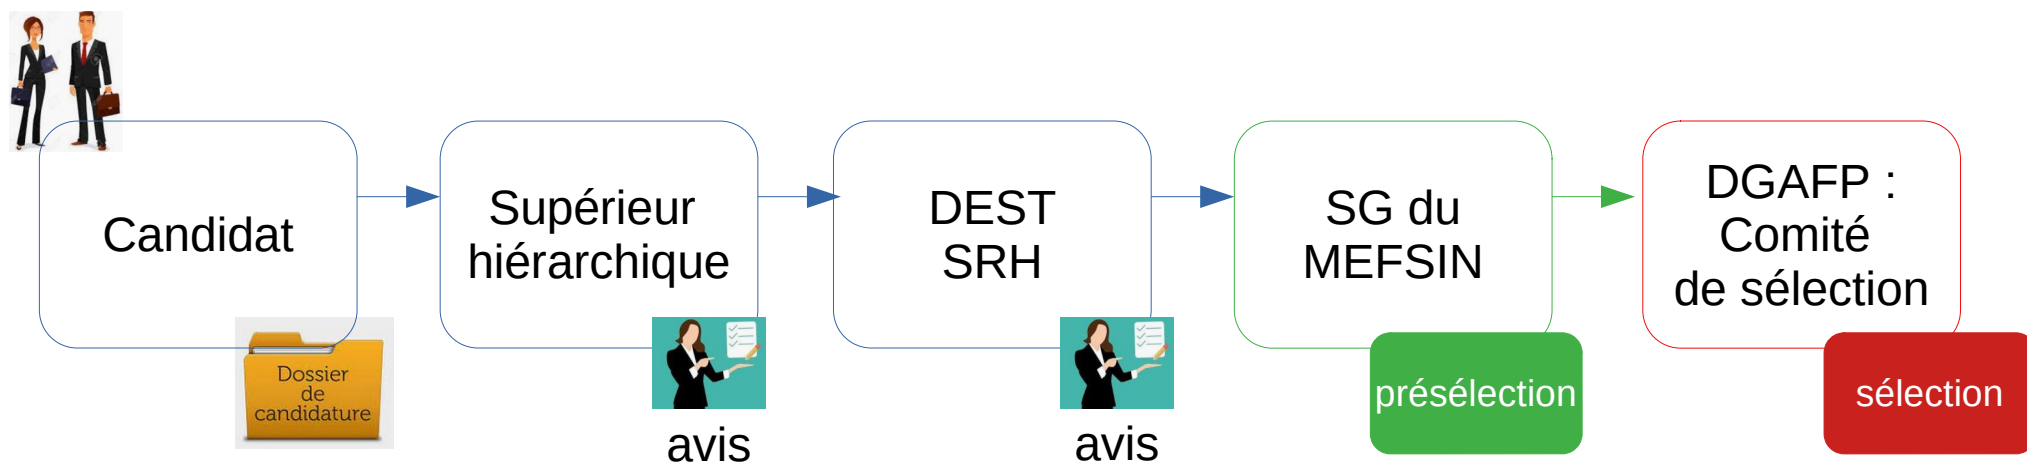 Candidat
Dossier
de
candidature
Supérieur
hiérarchique
avis
DEST
SRH
avis
SG du
MEFSIN
présélection
DGAFP :
Comité
de sélection
sélection